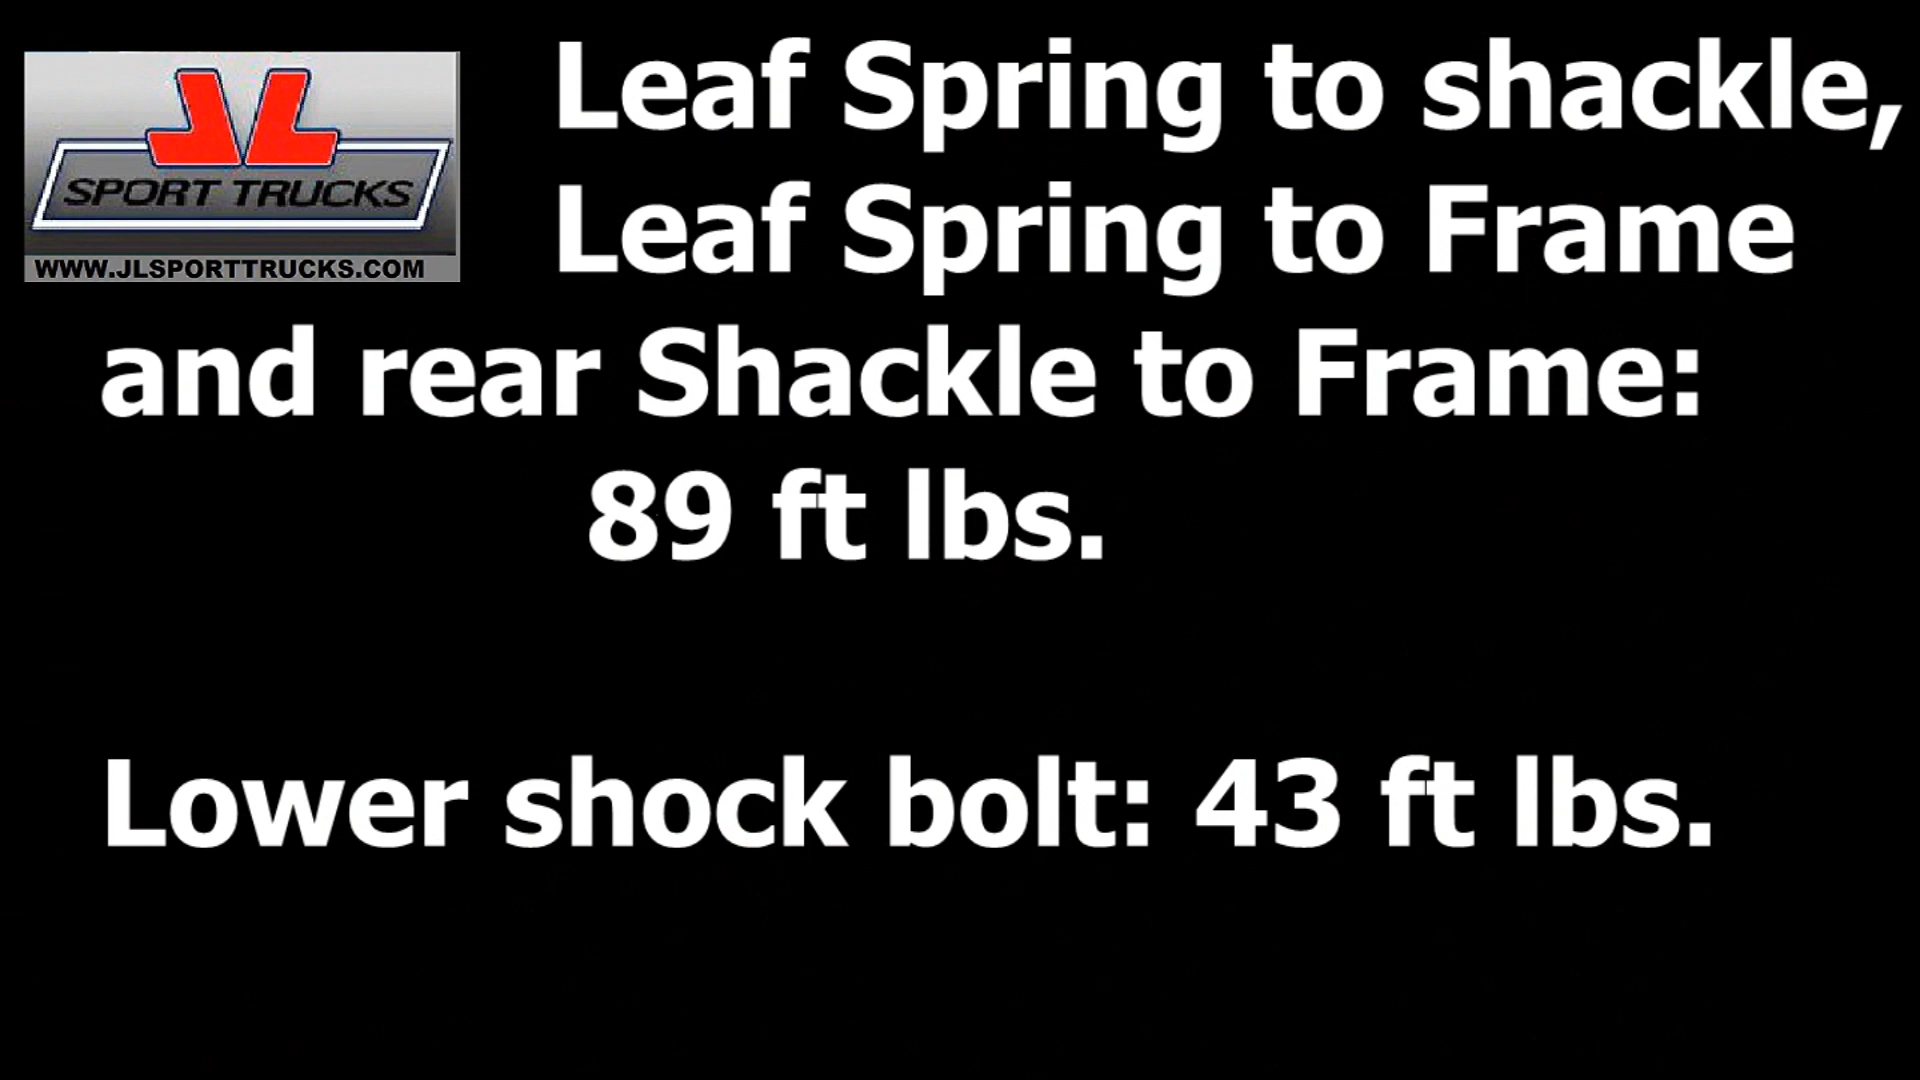 JL
SPORT TRUCKS
WWW.JLSPORTTRUCKS.COM
Leaf Spring to shackle,
Leaf Spring to Frame
and rear Shackle to Frame:
89 ft lbs.
Lower shock bolt: 43 ft lbs.